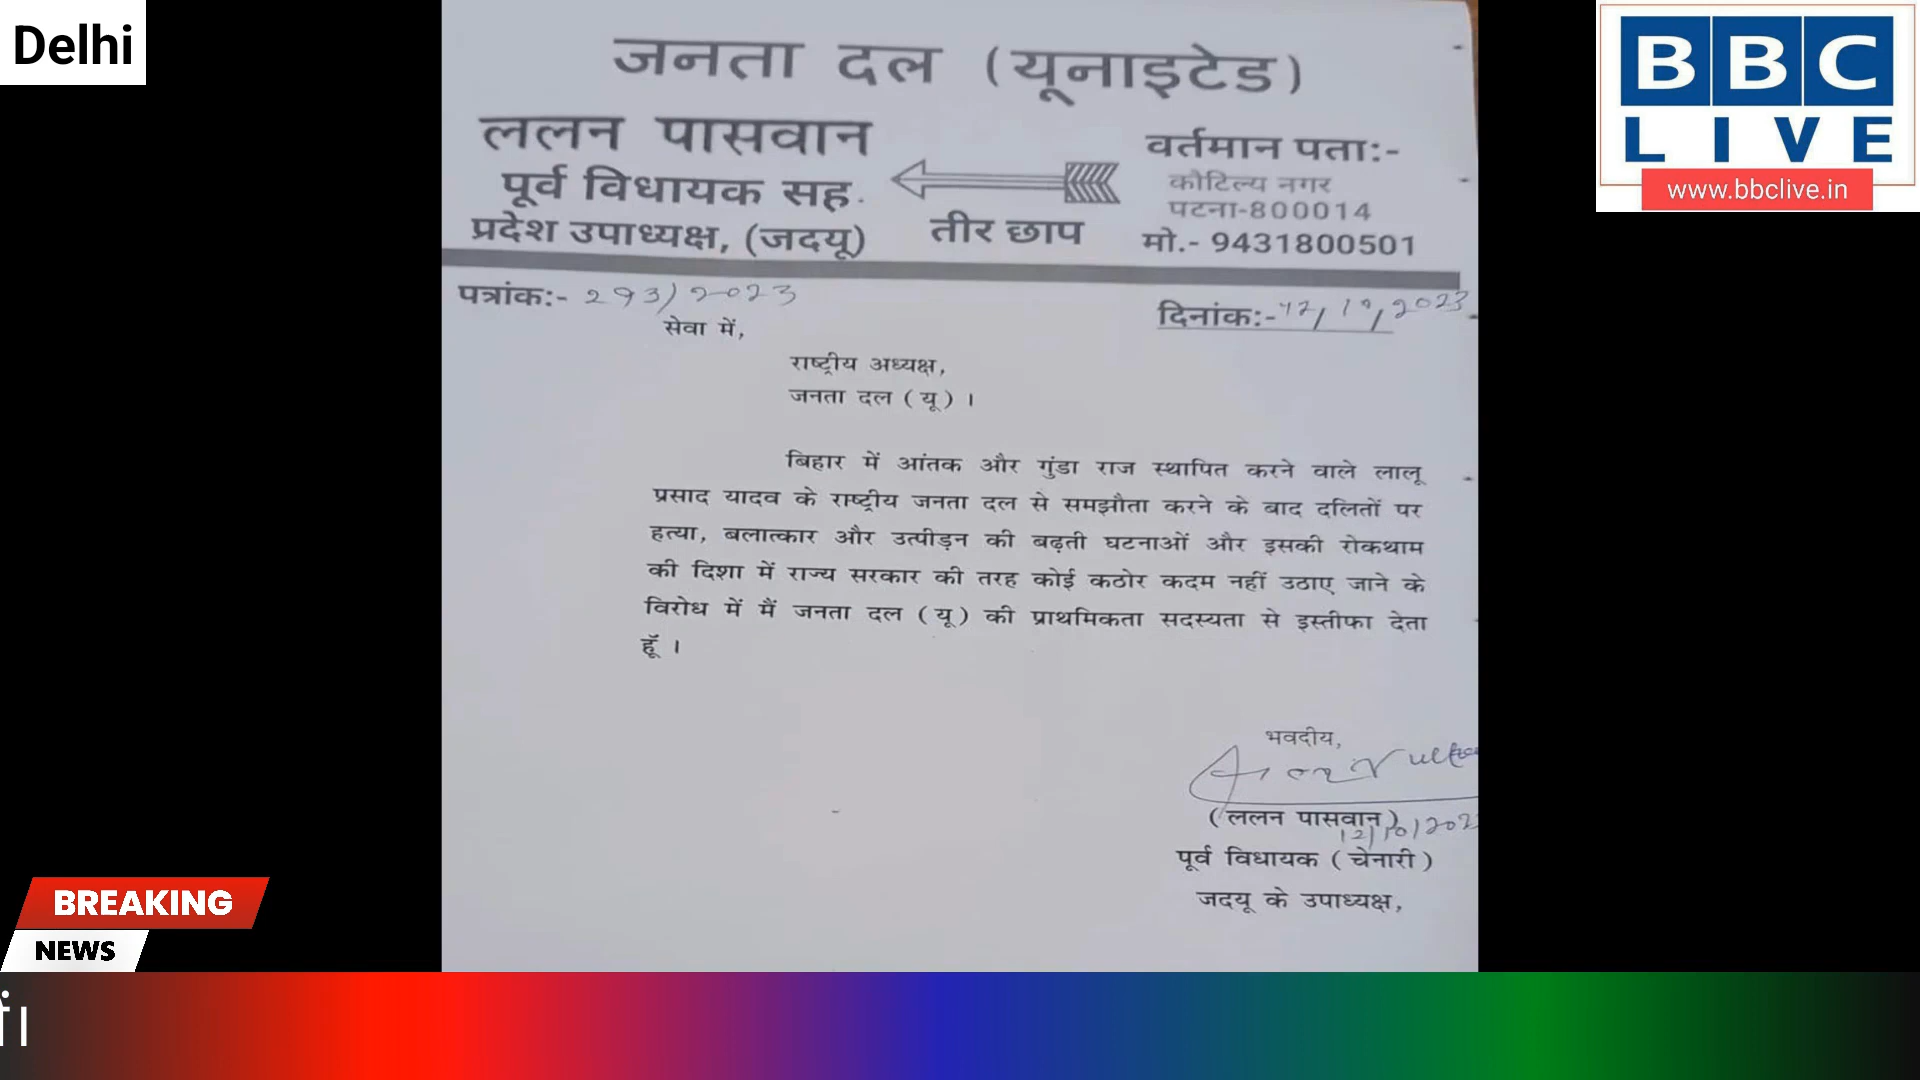 Delhi
BBC
LIVE
www.bbclive.in
जनता दल (यूनाइटेड)
ललन पासवान
पूर्व विधायक सह
प्रदेश उपाध्यक्ष, (जदयू)
तीर छाप
वर्तमान पता:-
कौटिल्य नगर
पटना-800014
मो.- 9431800501
पत्रांक:- 293/2023
दिनांक:-12/10/2023
सेवा में,
राष्ट्रीय अध्यक्ष,
जनता दल (यू) ।
बिहार में आंतक और गुंडा राज स्थापित करने वाले लालू
प्रसाद यादव के राष्ट्रीय जनता दल से समझौता करने के बाद दलितों पर
हत्या, बलात्कार और उत्पीड़न की बढ़ती घटनाओं और इसकी रोकथाम
की दिशा में राज्य सरकार की तरह कोई कठोर कदम नहीं उठाए जाने के
विरोध में मैं जनता दल (यू) की प्राथमिकता सदस्यता से इस्तीफा देता
हूँ ।
भवदीय,
(ललन पासवान)
12/10/202
पूर्व विधायक (चेनारी)
जदयू के उपाध्यक्ष,
BREAKING
NEWS